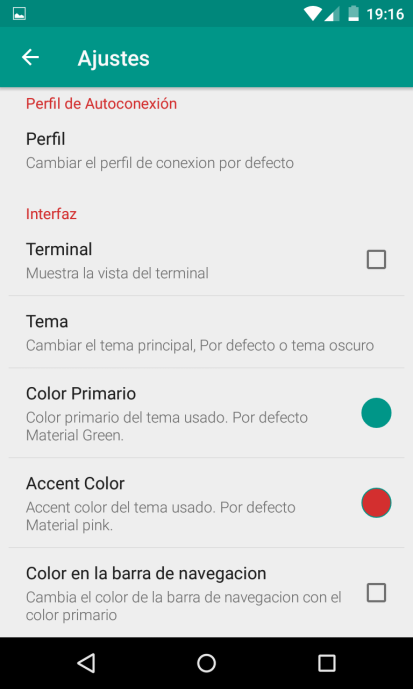 19:16
Ajustes
Perfil de Autoconexión
Perfil
Cambiar el perfil de conexion por defecto
Interfaz
Terminal
Muestra la vista del terminal
Tema
Cambiar el tema principal, Por defecto o tema oscuro
Color Primario
Color primario del tema usado. Por defecto
Material Green.
Accent Color
Accent color del tema usado. Por defecto
Material pink.
Color en la barra de navegacion
Cambia el color de la barra de navegacion con el
color primario